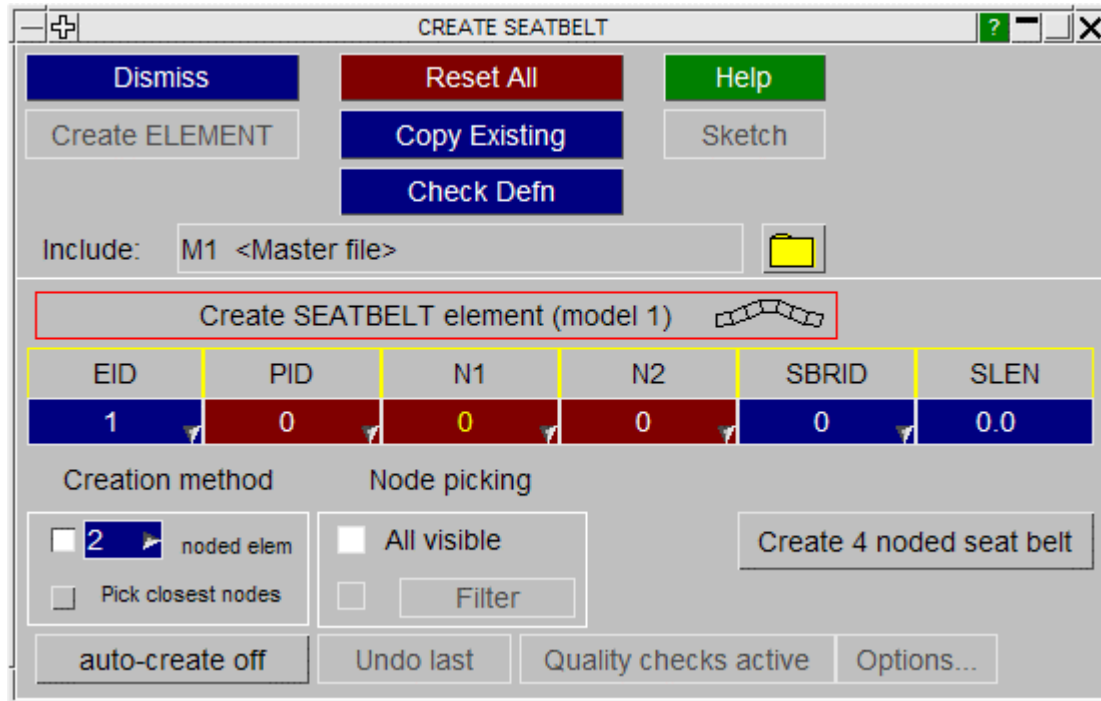 CREATE SEATBELT ?
Dismiss Reset All Help
Create ELEMENT Copy Existing Sketch
Check Defn
Include: M1 <Master file>
Create SEATBELT element (model 1)
EID PID N1 N2 SBRID SLEN
1 0 0 0 0 0.0
Creation method Node picking
2 noded elem All visible Create 4 noded seat belt
Pick closest nodes Filter
auto-create off Undo last Quality checks active Options...